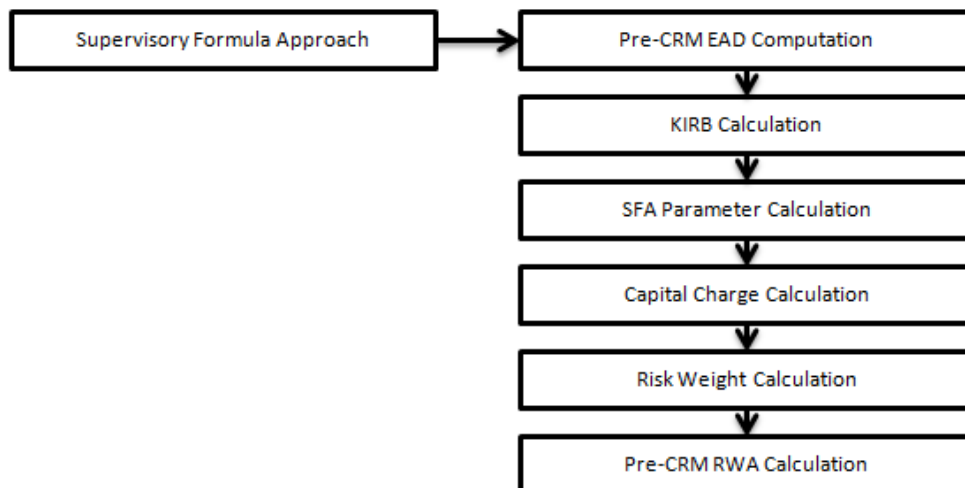 Supervisory Formula Approach
Pre-CRM EAD Computation
KIRB Calculation
SFA Parameter Calculation
Capital Charge Calculation
Risk Weight Calculation
Pre-CRM RWA Calculation